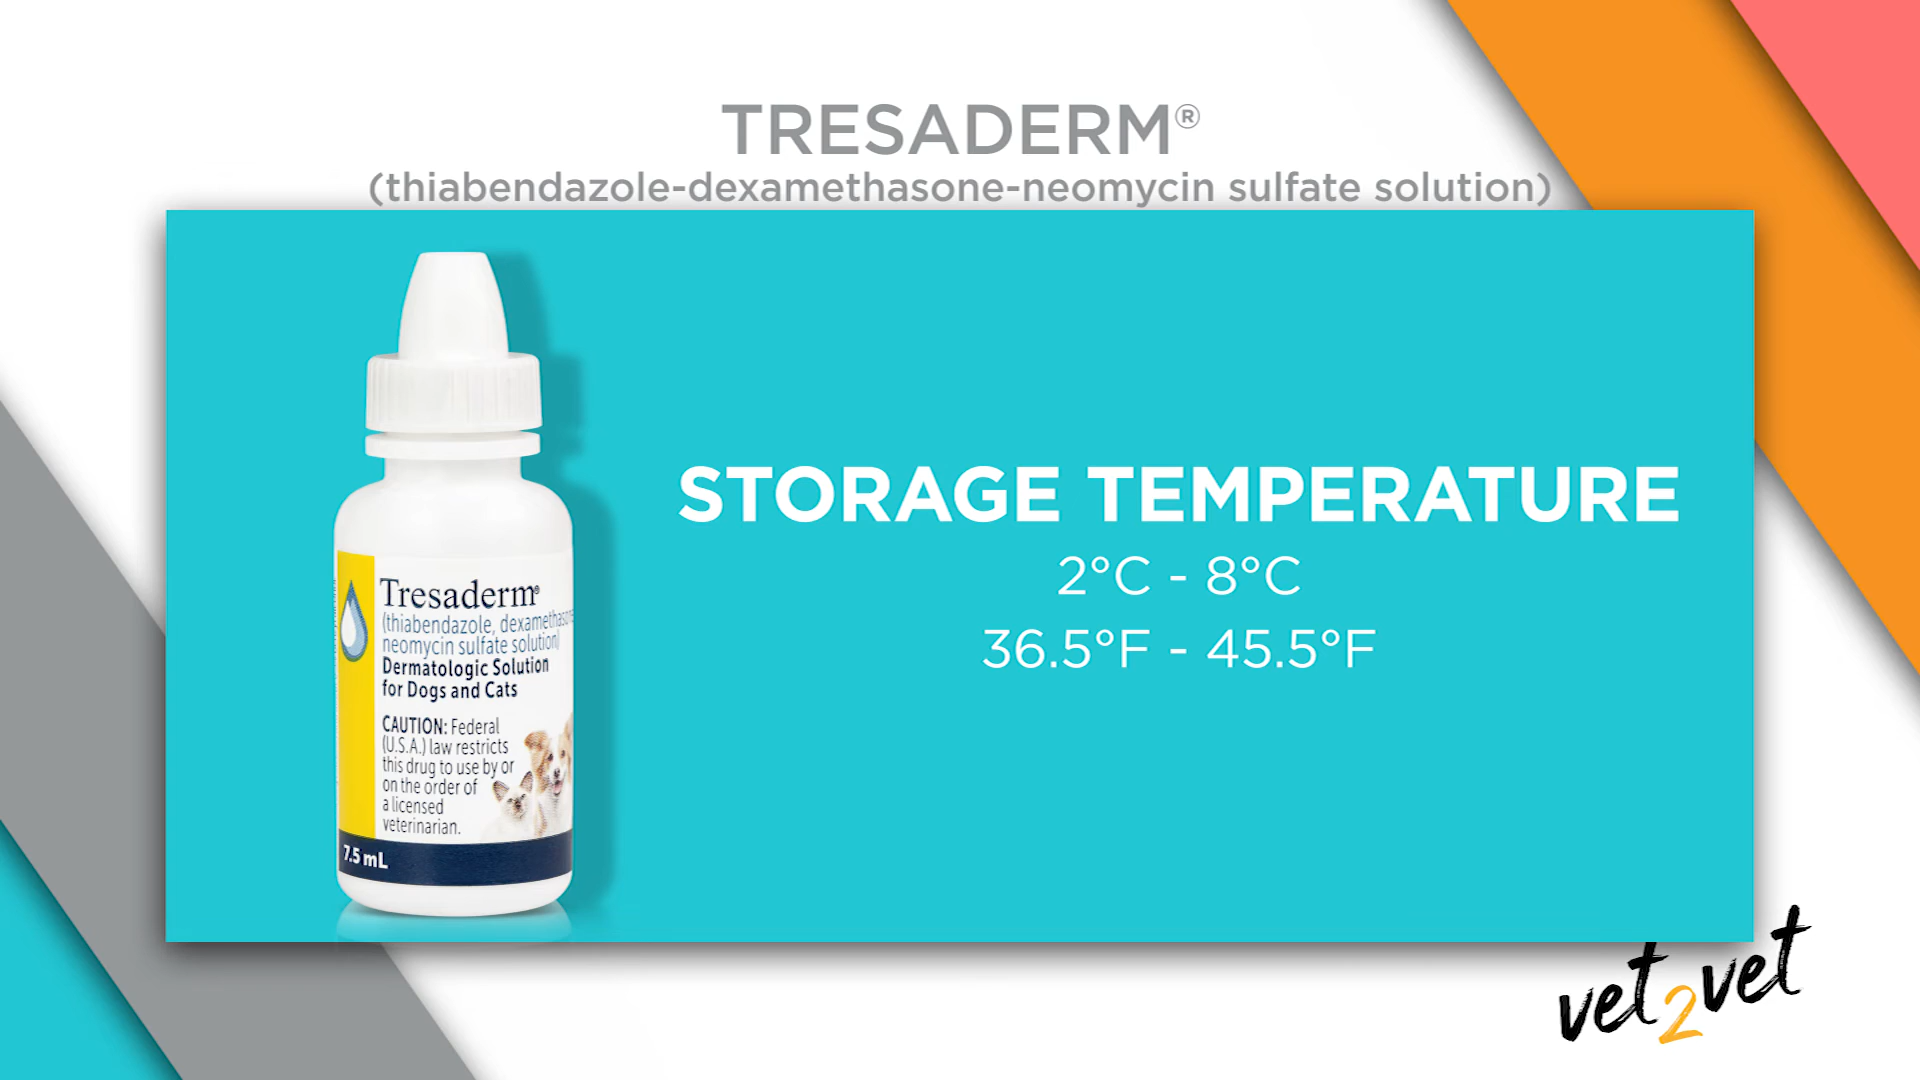 TRESADERM®
(thiabendazole-dexamethasone-neomycin sulfate solution)
STORAGE TEMPERATURE
2°C - 8°C
36.5°F - 45.5°F
Tresaderm®
(thiabendazole, dexamethasone
neomycin sulfate solution)
Dermatologic Solution
for Dogs and Cats
CAUTION: Federal
(U.S.A.) law restricts
this drug to use by or
on the order of
a licensed
veterinarian.
7.5 mL
vet2vet